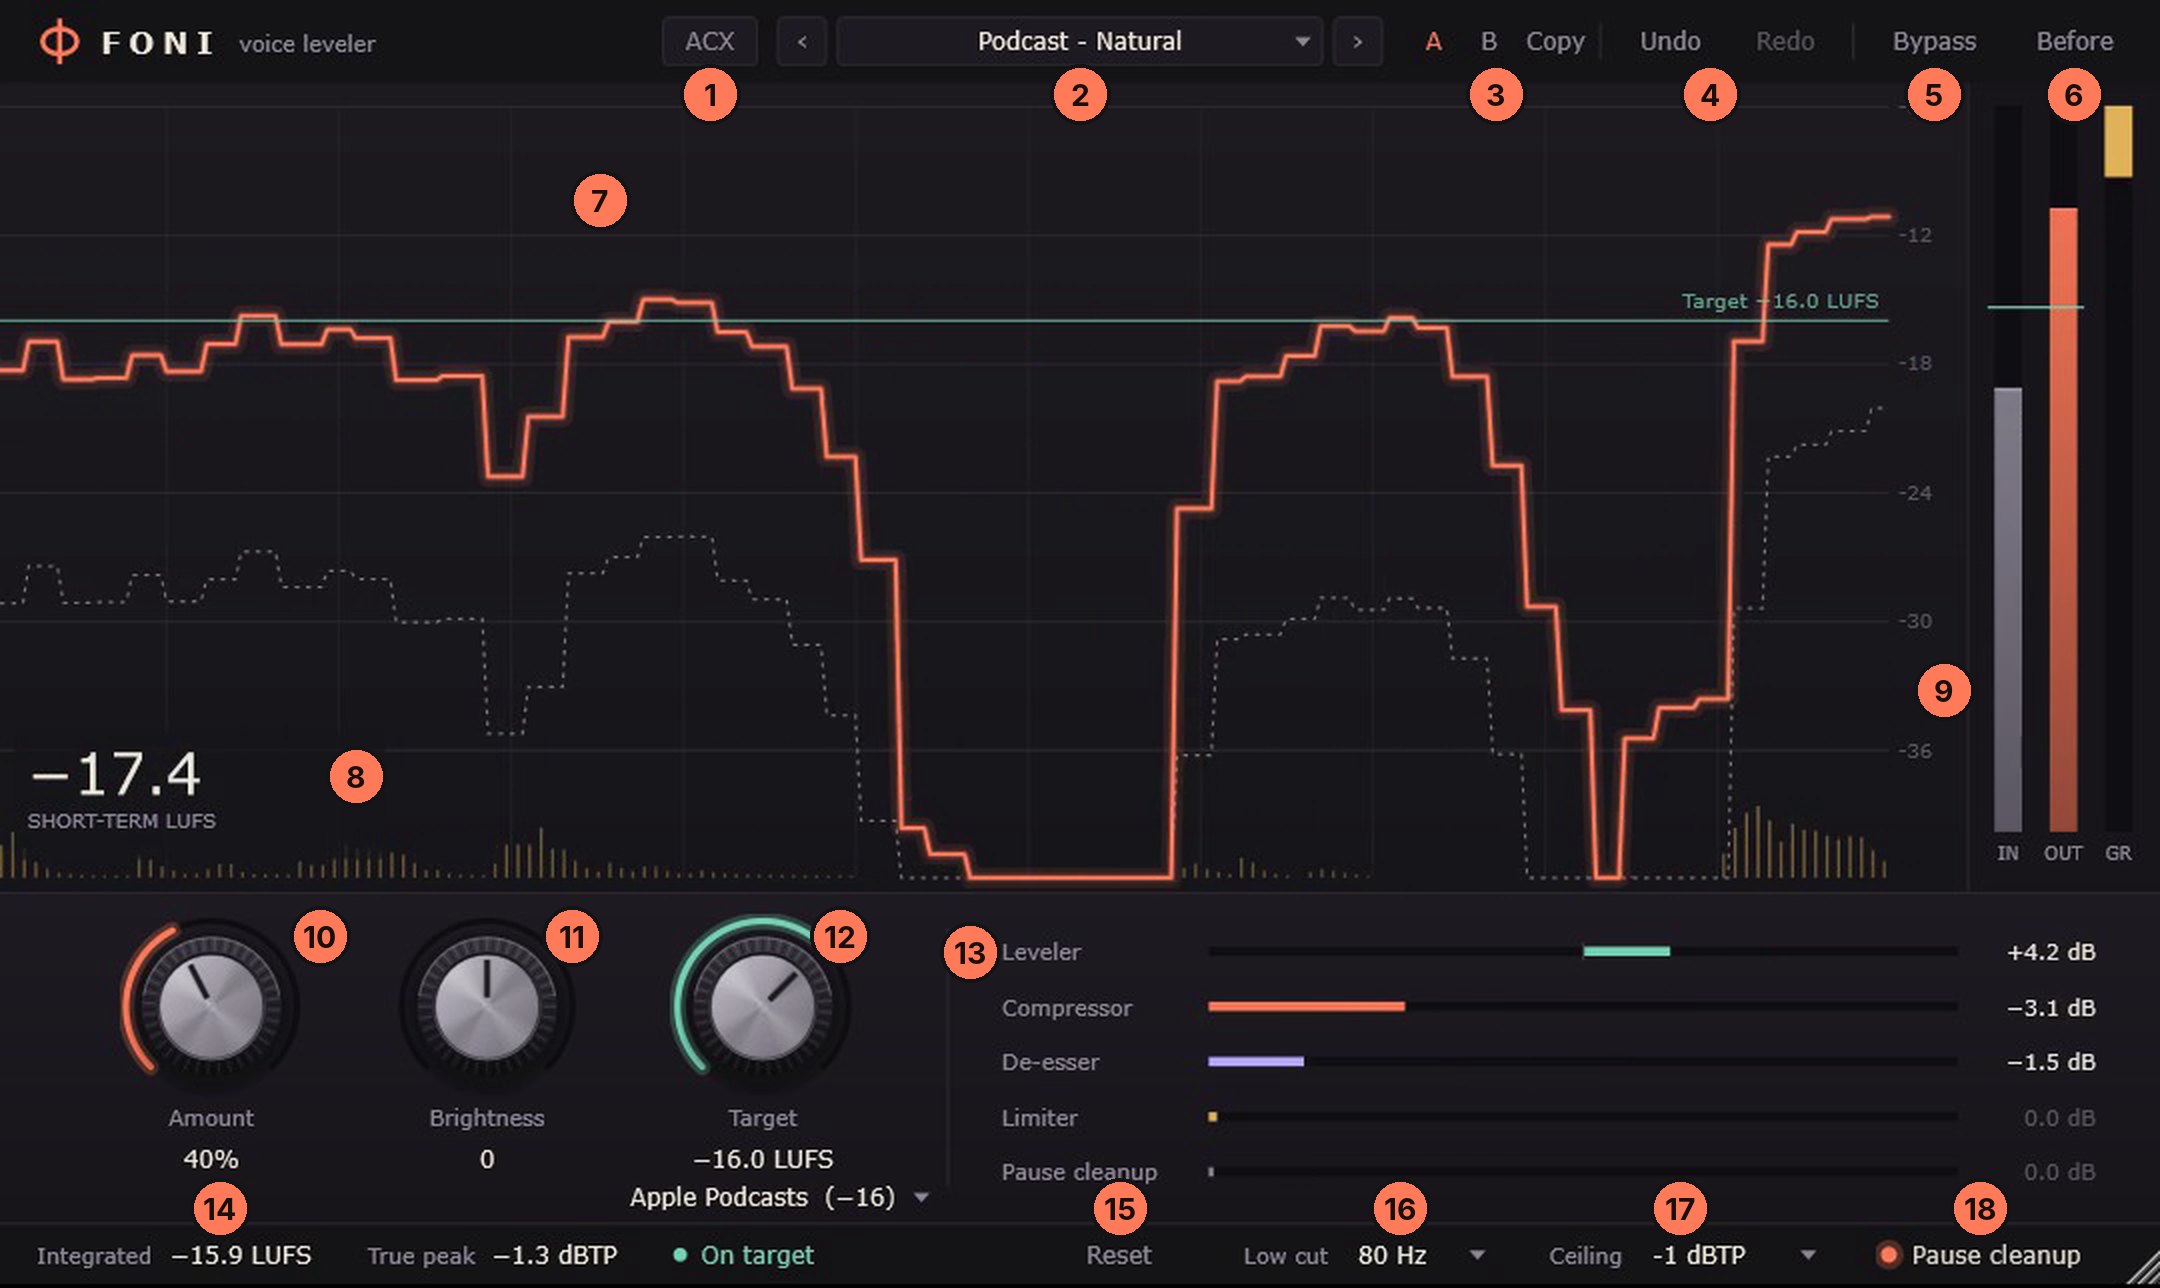 FONI voice leveler
ACX < Podcast - Natural > A B Copy Undo Redo Bypass Before
1 2 3 4 5 6
7
-12
Target -16.0 LUFS
-18
-24
-30
9
-36
−17.4 8
SHORT-TERM LUFS
IN OUT GR
10 11 12 13
Leveler +4.2 dB
Compressor −3.1 dB
De-esser −1.5 dB
Limiter 0.0 dB
Pause cleanup 0.0 dB
Amount Brightness Target
40% 0 −16.0 LUFS
Apple Podcasts (−16)
14 15 16 17 18
Integrated −15.9 LUFS True peak −1.3 dBTP On target Reset Low cut 80 Hz Ceiling -1 dBTP Pause cleanup